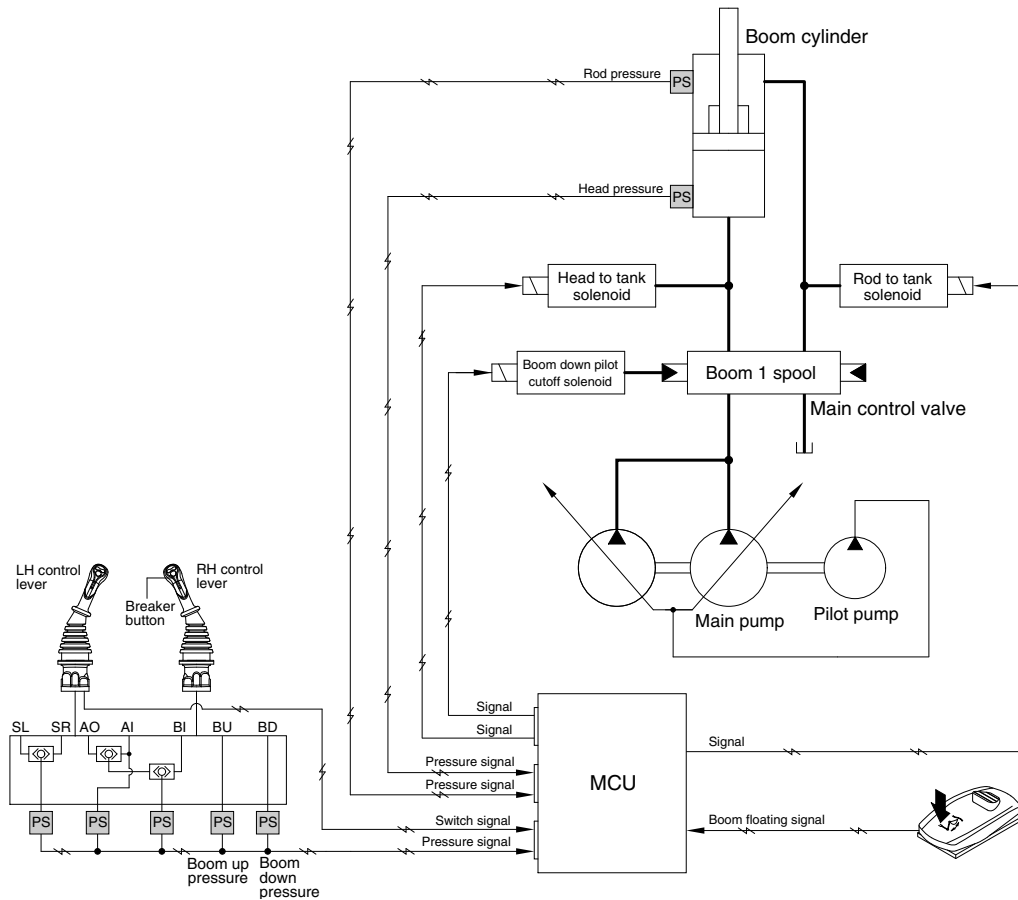 Boom cylinder
Rod pressure
PS
Head pressure
PS
Head to tank
solenoid
Rod to tank
solenoid
Boom down pilot
cutoff solenoid
Boom 1 spool
Main control valve
LH control
lever
RH control
lever
Breaker
button
Main pump
Pilot pump
SL SR AO AI BI BU BD
PS PS PS PS PS
Boom up
pressure
Boom
down
pressure
Signal
Signal
Pressure signal
Pressure signal
Switch signal
Pressure signal
MCU
Signal
Boom floating signal